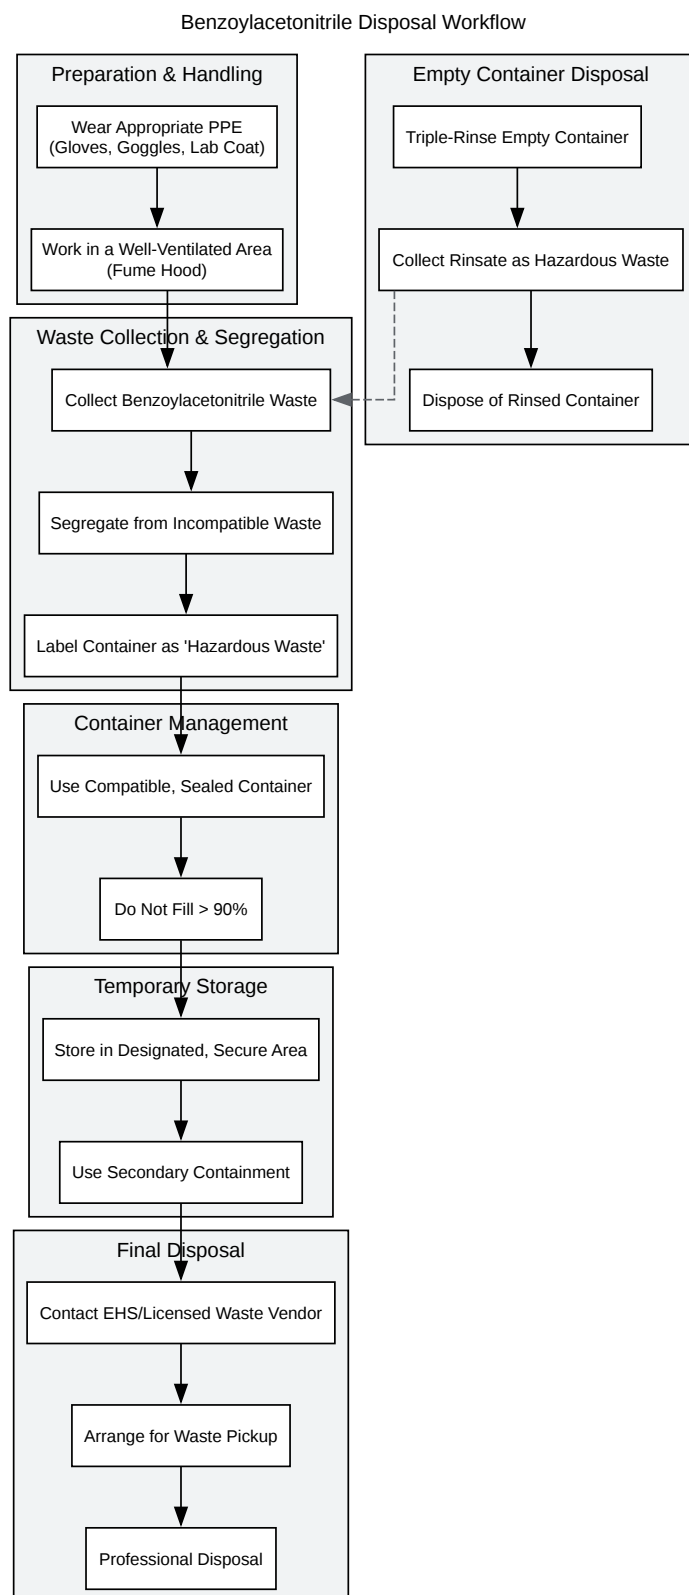 Benzoylacetonitrile Disposal Workflow
Preparation & Handling
Wear Appropriate PPE
(Gloves, Goggles, Lab Coat)
Work in a Well-Ventilated Area
(Fume Hood)
Waste Collection & Segregation
Collect Benzoylacetonitrile Waste
Segregate from Incompatible Waste
Label Container as 'Hazardous Waste'
Container Management
Use Compatible, Sealed Container
Do Not Fill > 90%
Temporary Storage
Store in Designated, Secure Area
Use Secondary Containment
Final Disposal
Contact EHS/Licensed Waste Vendor
Arrange for Waste Pickup
Professional Disposal
Empty Container Disposal
Triple-Rinse Empty Container
Collect Rinsate as Hazardous Waste
Dispose of Rinsed Container